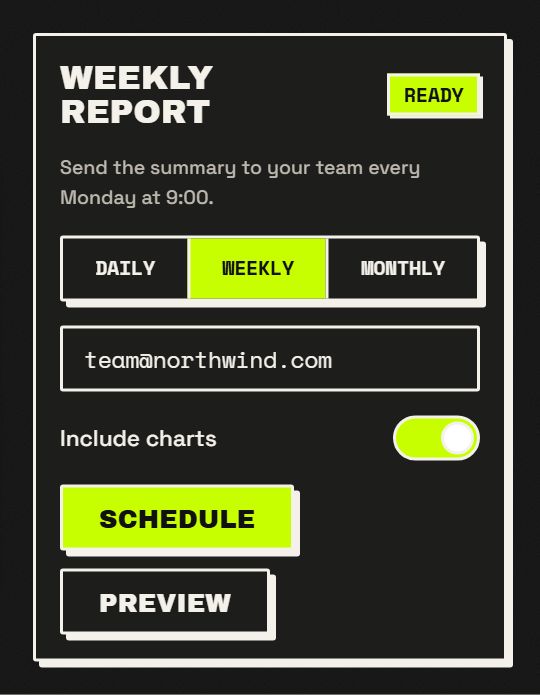 WEEKLY
REPORT
READY
Send the summary to your team every
Monday at 9:00.
DAILY WEEKLY MONTHLY
team@northwind.com
Include charts
SCHEDULE
PREVIEW